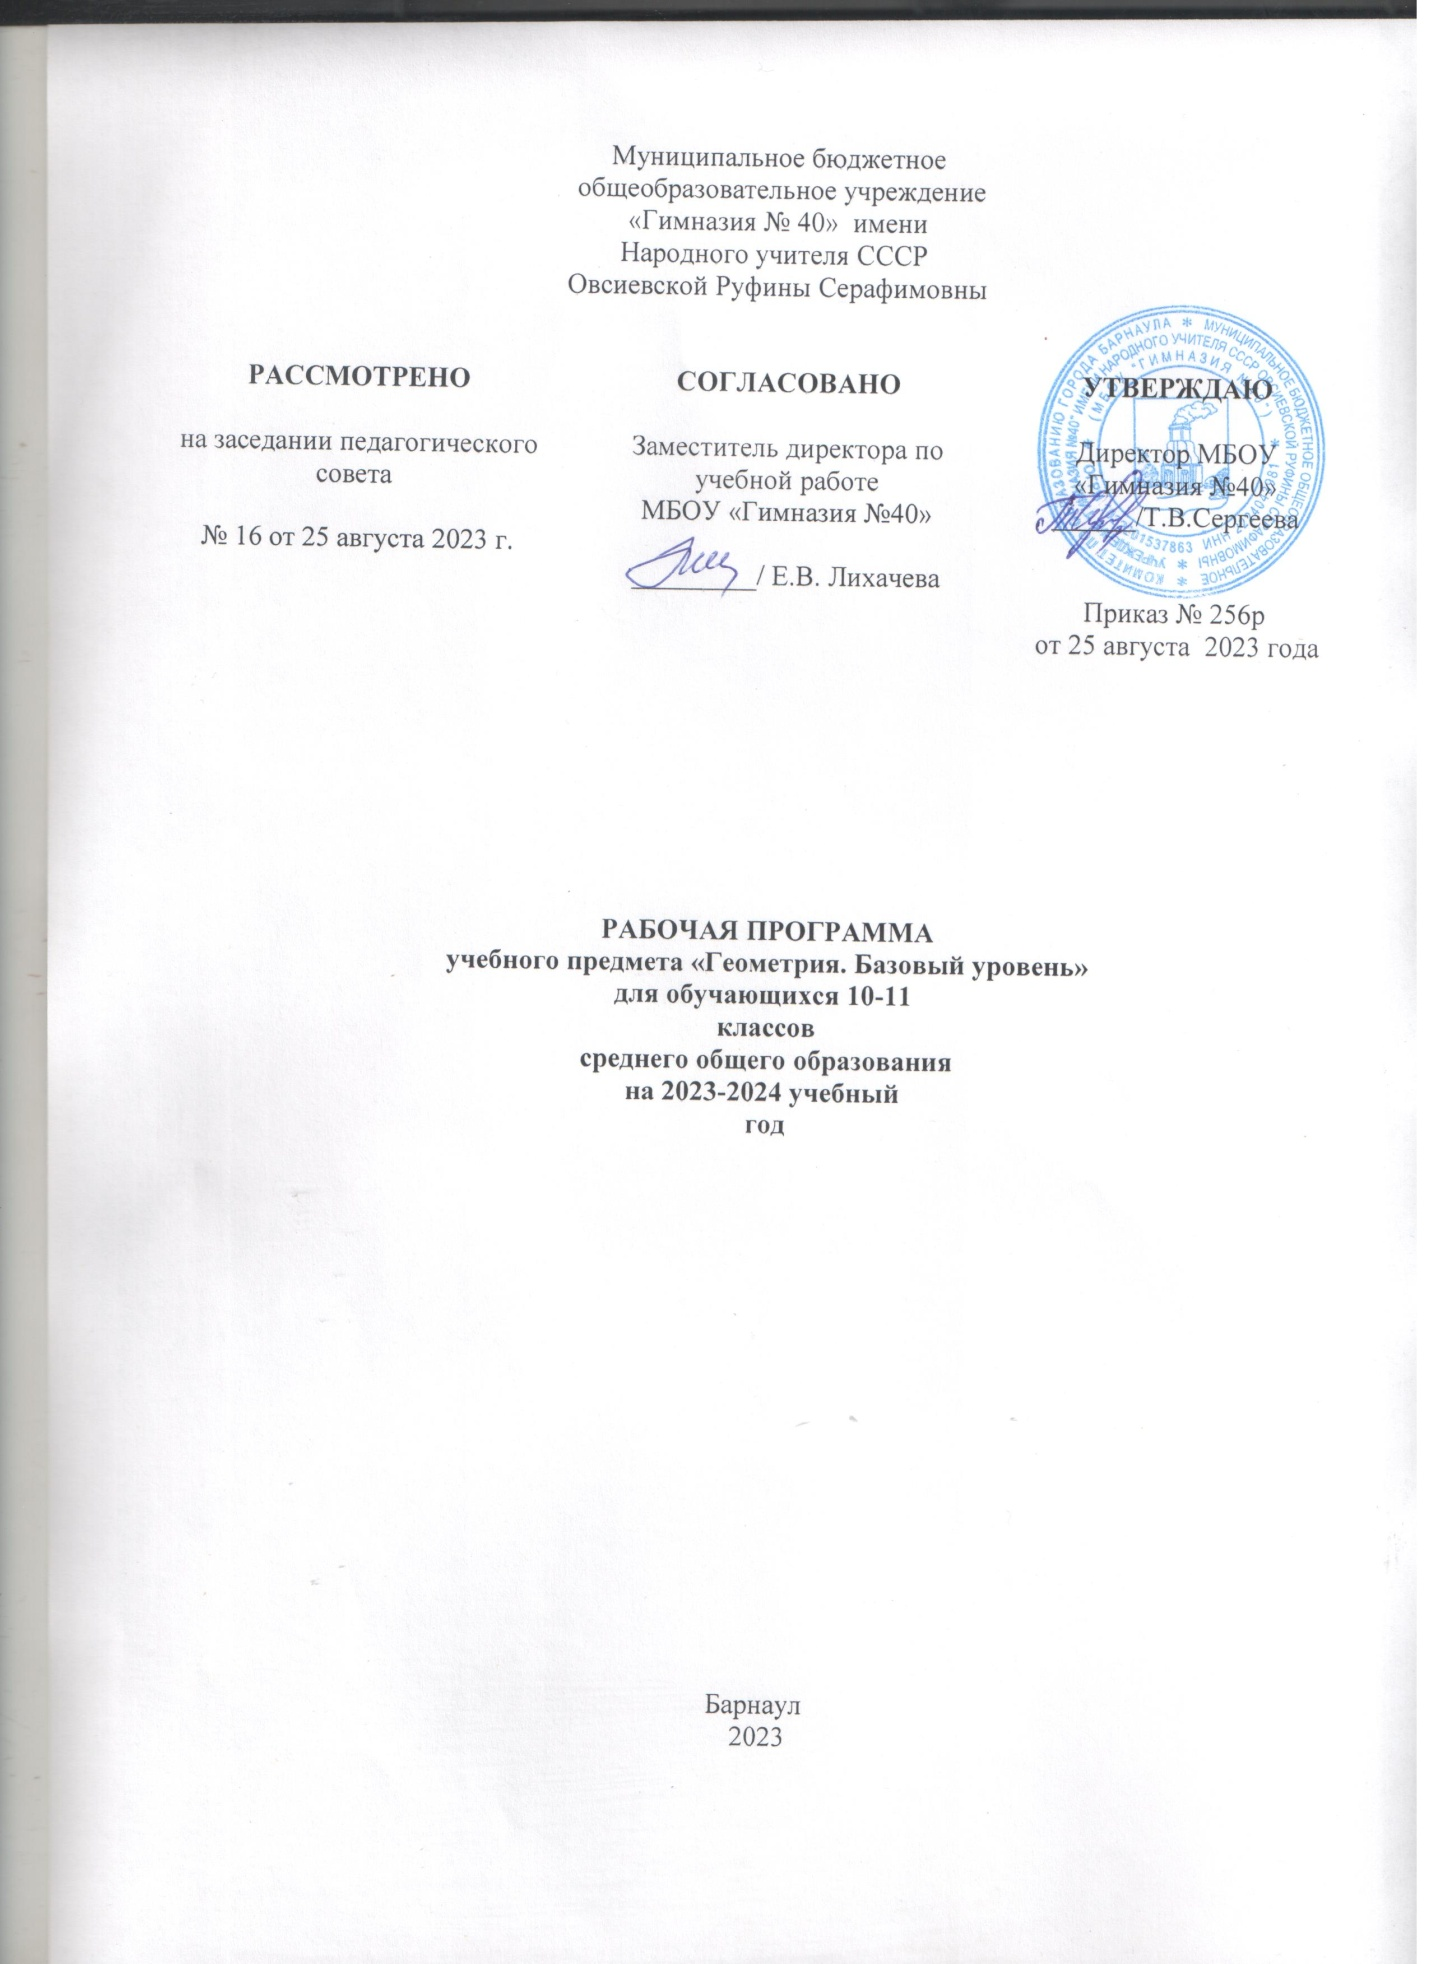 Муниципальное бюджетное
общеобразовательное учреждение
«Гимназия № 40» имени
Народного учителя СССР
Овсиевской Руфины Серафимовны
РАССМОТРЕНО
на заседании педагогического
совета
№ 16 от 25 августа 2023 г.
СОГЛАСОВАНО
Заместитель директора по
учебной работе
МБОУ «Гимназия №40»
/ Е.В. Лихачева
УТВЕРЖДАЮ
Директор МБОУ
«Гимназия №40»
/Т.В.Сергеева
Приказ № 256р
от 25 августа 2023 года
РАБОЧАЯ ПРОГРАММА
учебного предмета «Геометрия. Базовый уровень»
для обучающихся 10-11
классов
среднего общего образования
на 2023-2024 учебный
год
Барнаул
2023